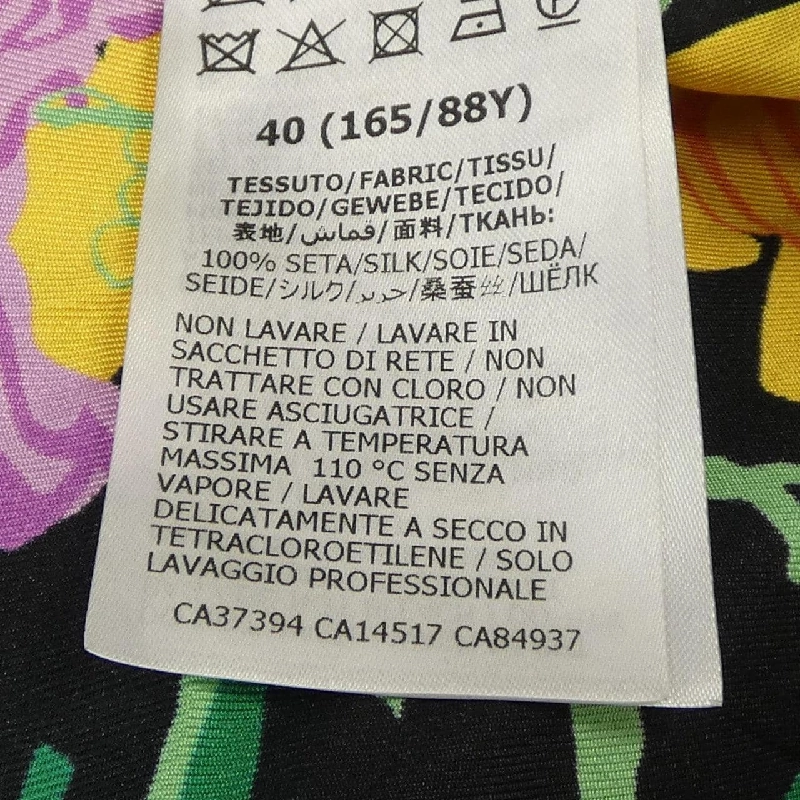 40 (165/88Y)
TESSUTO/FABRIC/TISSU/
TEJIDO/GEWEBE/TECIDO/
表地/قماش/面料/ТКАНЬ:
100% SETA/SILK/SOIE/SEDA/
SEIDE/シルク/حرير/桑蚕丝/ШЁЛК
NON LAVARE / LAVARE IN
SACCHETTO DI RETE / NON
TRATTARE CON CLORO / NON
USARE ASCIUGATRICE /
STIRARE A TEMPERATURA
MASSIMA 110 °C SENZA
VAPORE / LAVARE
DELICATAMENTE A SECCO IN
TETRACLOROETILENE / SOLO
LAVAGGIO PROFESSIONALE
CA37394 CA14517 CA84937